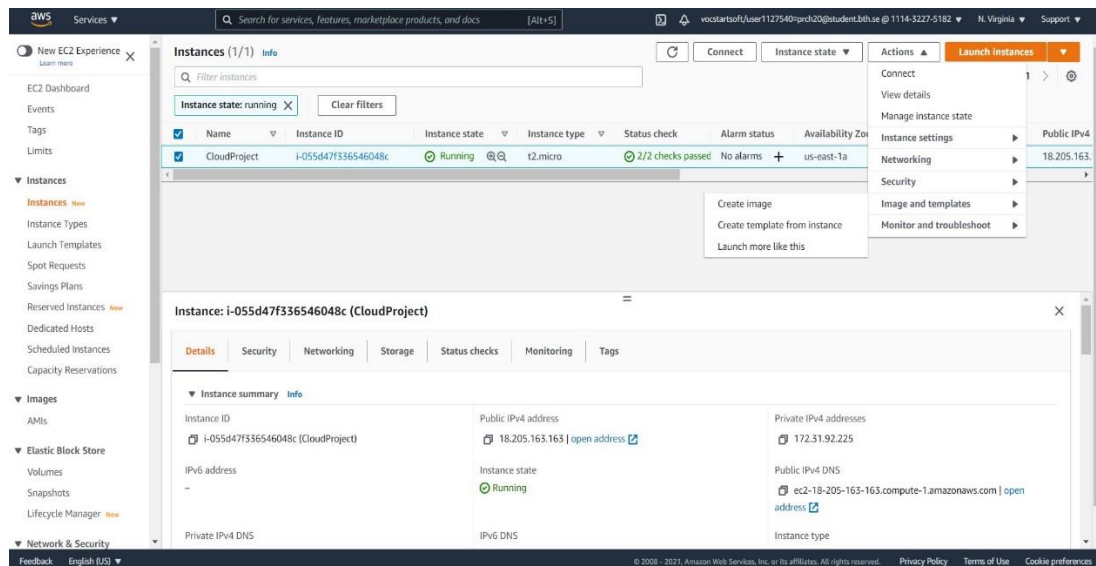 aws Services ▼ Search for services, features, marketplace products, and docs [Alt+S] vocstartsoft/user1127540=prch20@student.bth.se @ 1114-3227-5182 ▼ N. Virginia ▼ Support ▼
New EC2 Experience
Learn more
EC2 Dashboard
Events
Tags
Limits
▼ Instances
Instances New
Instance Types
Launch Templates
Spot Requests
Savings Plans
Reserved Instances New
Dedicated Hosts
Scheduled Instances
Capacity Reservations
▼ Images
AMIs
▼ Elastic Block Store
Volumes
Snapshots
Lifecycle Manager New
▼ Network & Security
Instances (1/1) Info
Connect Instance state ▼ Actions ▲ Launch instances ▼
Filter instances
1
Instance state: running X Clear filters
Name Instance ID Instance state Instance type Status check Alarm status Availability Zo Public IPv4
CloudProject i-055d47f336546048c Running t2.micro 2/2 checks passed No alarms + us-east-1a 18.205.163.
Connect
View details
Manage instance state
Instance settings
Networking
Security
Image and templates
Monitor and troubleshoot
Create image
Create template from instance
Launch more like this
Instance: i-055d47f336546048c (CloudProject)
Details Security Networking Storage Status checks Monitoring Tags
▼ Instance summary Info
Instance ID Public IPv4 address Private IPv4 addresses
i-055d47f336546048c (CloudProject) 18.205.163.163 | open address 172.31.92.225
IPv6 address Instance state Public IPv4 DNS
– Running ec2-18-205-163-163.compute-1.amazonaws.com | open
address
Private IPv4 DNS IPv6 DNS Instance type
Feedback English (US) ▼ © 2008 - 2021, Amazon Web Services, Inc. or its affiliates. All rights reserved. Privacy Policy Terms of Use Cookie preferences